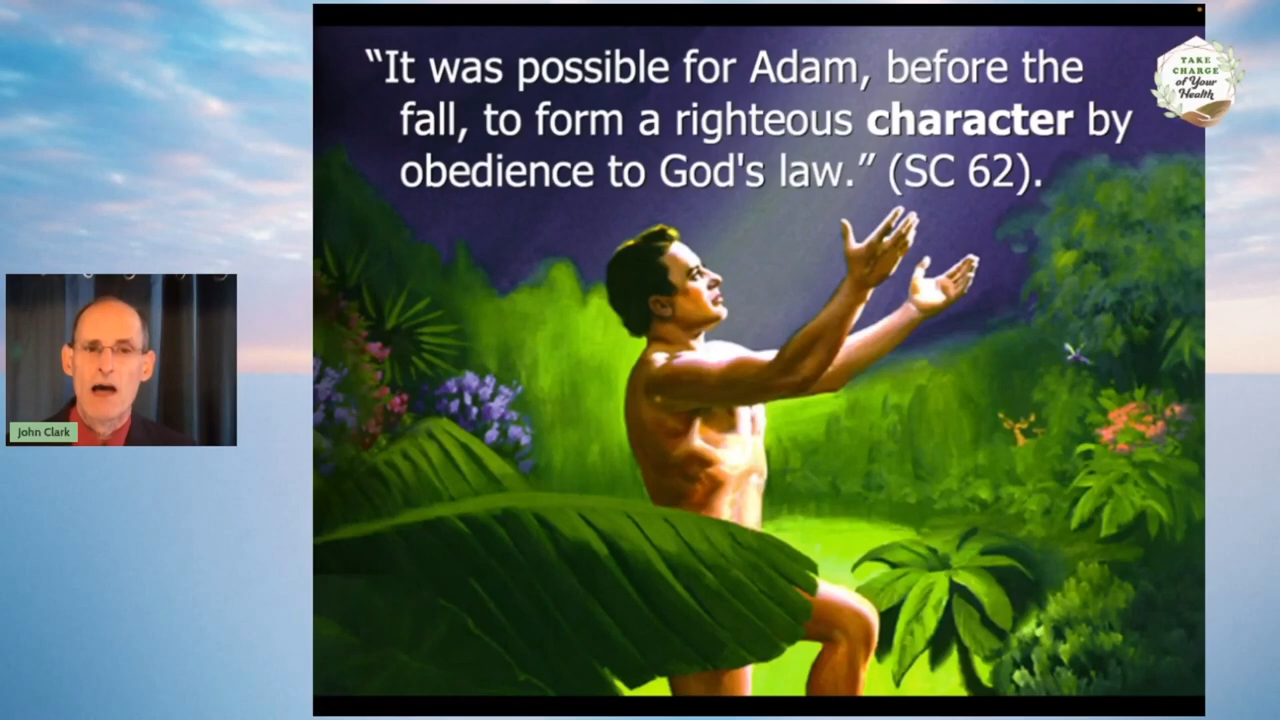 “It was possible for Adam, before the
fall, to form a righteous character by
obedience to God's law.” (SC 62).
TAKE
CHARGE
of Your
Health
John Clark